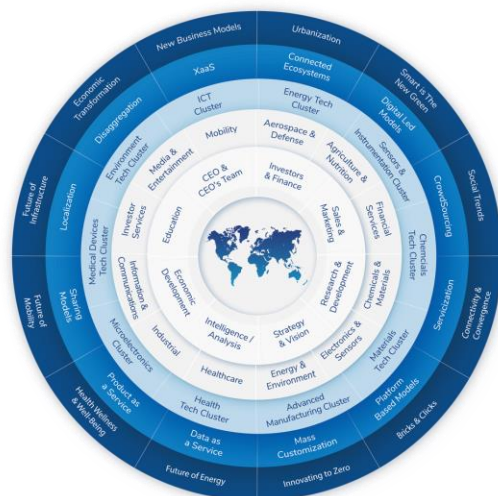 New Business Models
Urbanization
Smart is The
New Green
Social Trends
Connectivity &
Convergence
Bricks & Clicks
Innovating to Zero
Future of Energy
Health Wellness
& Well-Being
Future of
Mobility
Future of
Infrastructure
Economic
Transformation
XaaS
Connected
Ecosystems
Digital Led
Models
CrowdSourcing
Servicization
Platform
Based Models
Mass
Customization
Data as
a Service
Product as
a Service
Sharing
Models
Localization
Disaggregation
ICT
Cluster
Energy Tech
Cluster
Sensors &
Instrumentation Cluster
Chemcials
Tech Cluster
Materials
Tech Cluster
Advanced
Manufacturing Cluster
Health
Tech Cluster
Microelectronics
Cluster
Medical Devices
Tech Cluster
Environment
Tech Cluster
Mobility
Aerospace &
Defense
Agriculture &
Nutrition
Financial
Services
Chemicals &
Materials
Electronics &
Sensors
Energy &
Environment
Healthcare
Industrial
Information &
Communications
Investor
Services
Media &
Entertainment
CEO &
CEO's Team
Investors
& Finance
Sales &
Marketing
Research &
Development
Strategy
& Vision
Intelligence /
Analysis
Economic
Development
Education